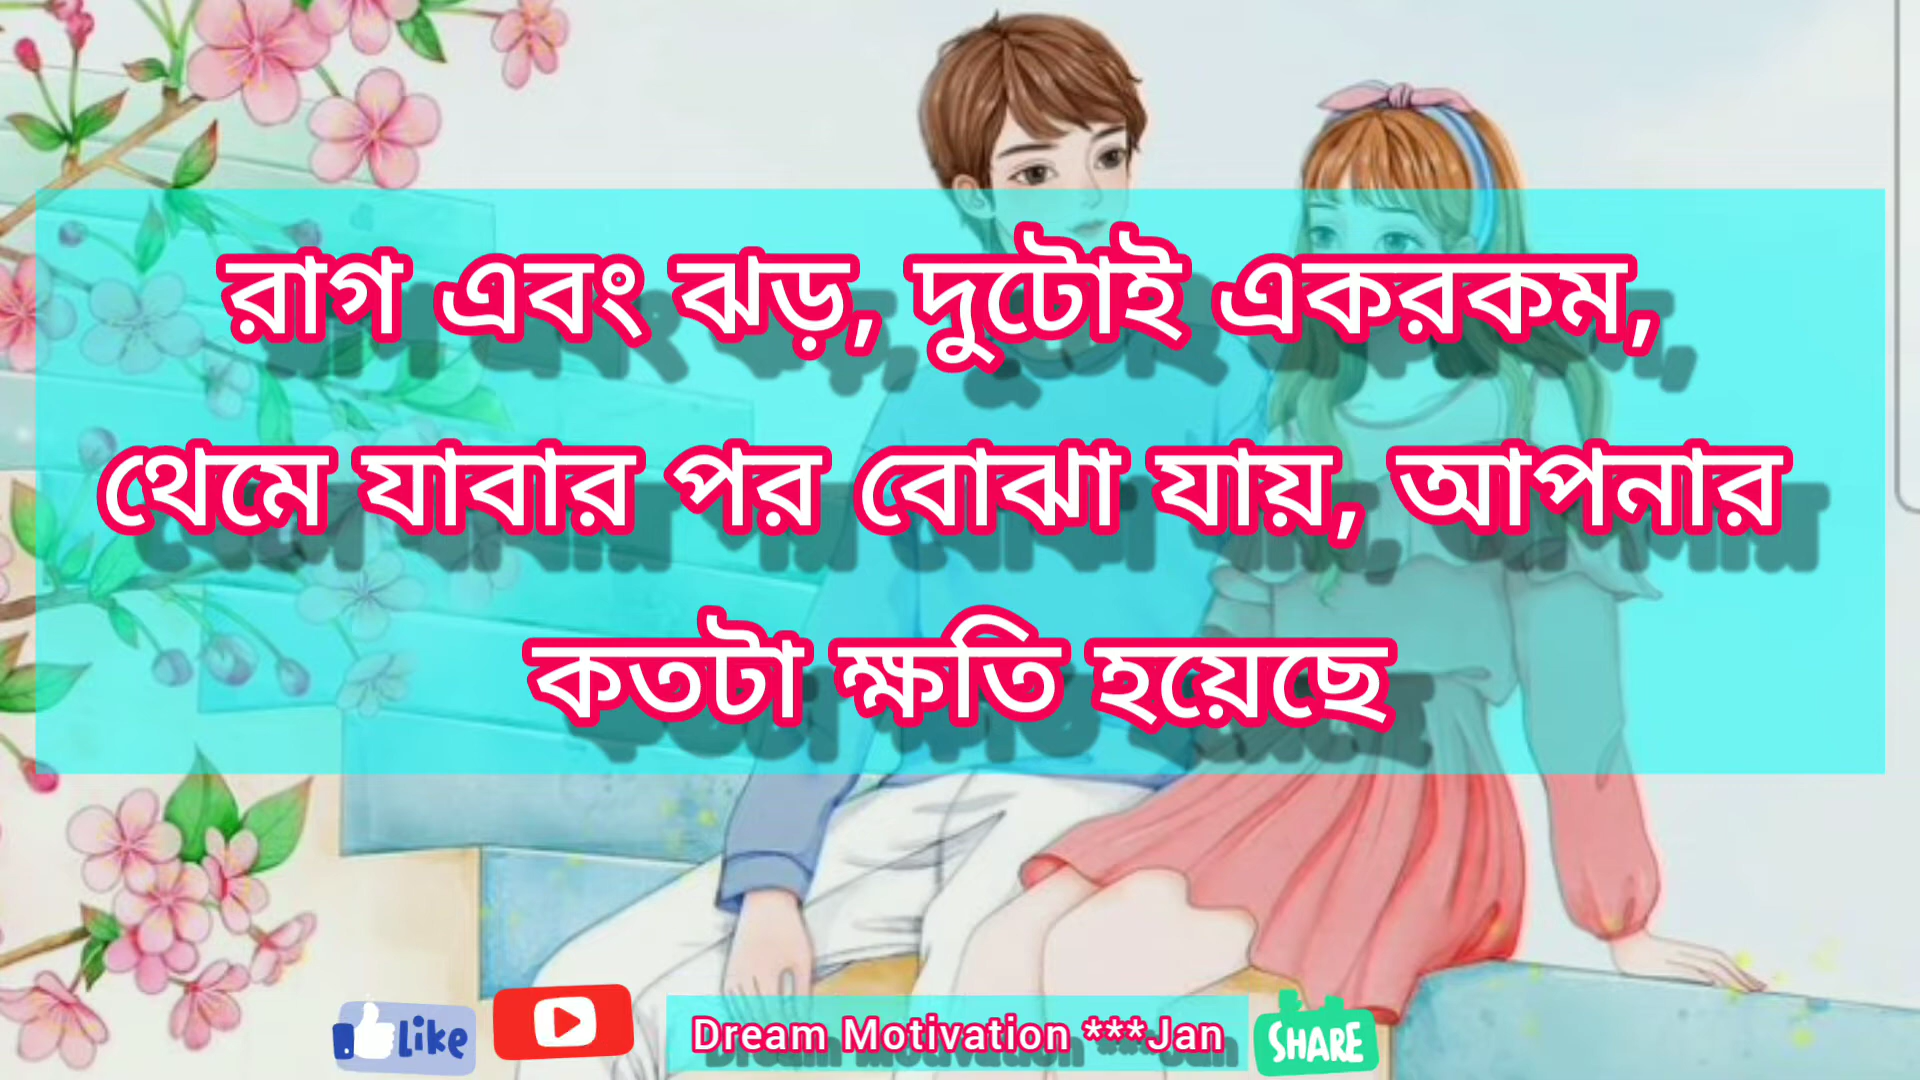 রাগ এবং ঝড়, দুটোই একরকম,
থেমে যাবার পর বোঝা যায়, আপনার
কতটা ক্ষতি হয়েছে
Like
Dream Motivation ***Jan
SHARE